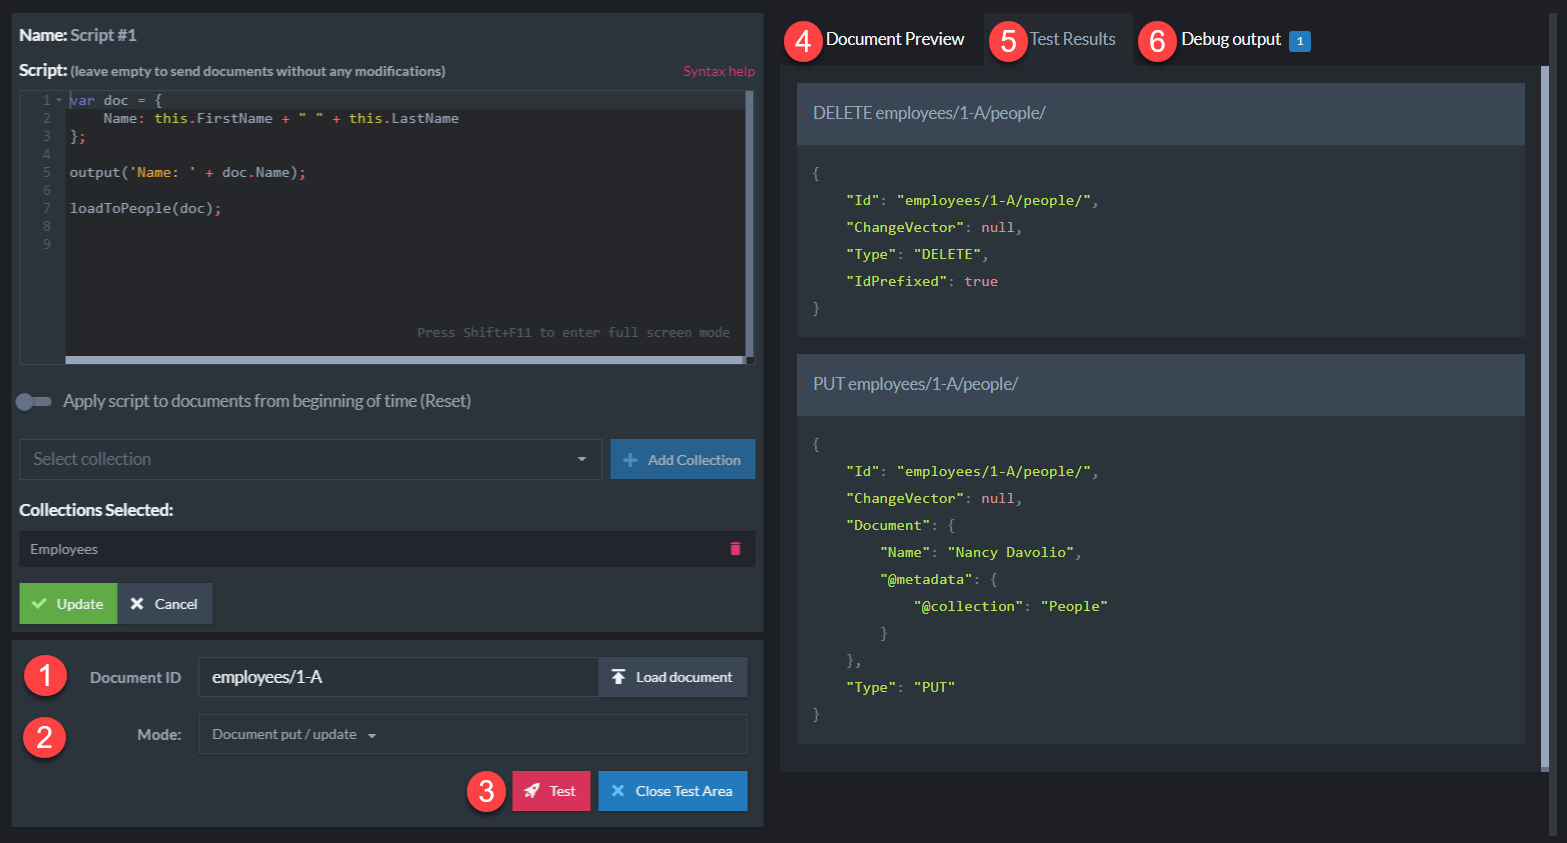 Name: Script #1
Script: (leave empty to send documents without any modifications)
Syntax help
1 var doc = {
2 Name: this.FirstName + " " + this.LastName
3 };
4
5 output('Name: ' + doc.Name);
6
7 loadToPeople(doc);
8
9
Press Shift+F11 to enter full screen mode
Apply script to documents from beginning of time (Reset)
Select collection
Add Collection
Collections Selected:
Employees
Update Cancel
1 Document ID employees/1-A Load document
2 Mode: Document put / update
3 Test Close Test Area
4 Document Preview 5 Test Results 6 Debug output 1
DELETE employees/1-A/people/
{
"Id": "employees/1-A/people/",
"ChangeVector": null,
"Type": "DELETE",
"IdPrefixed": true
}
PUT employees/1-A/people/
{
"Id": "employees/1-A/people/",
"ChangeVector": null,
"Document": {
"Name": "Nancy Davolio",
"@metadata": {
"@collection": "People"
}
},
"Type": "PUT"
}